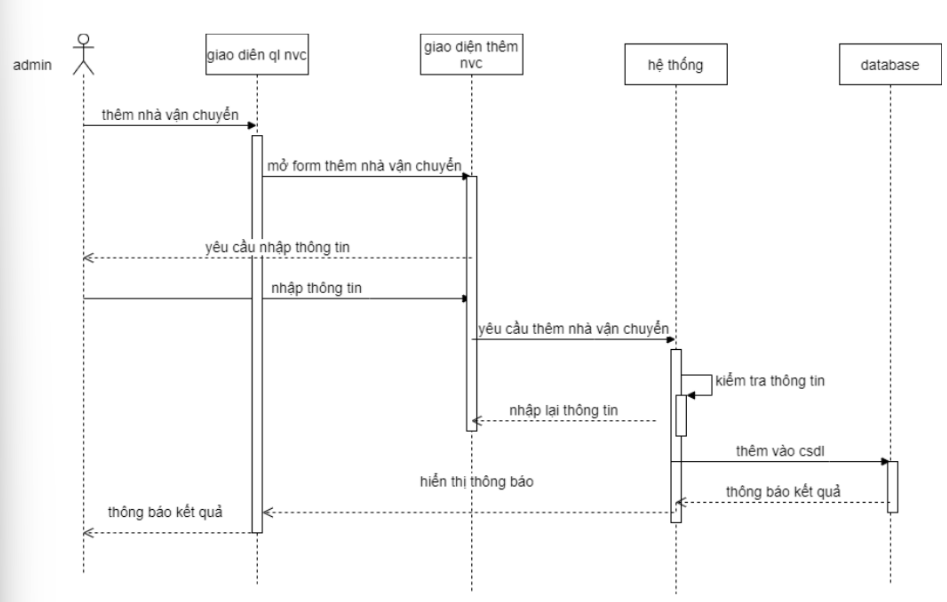 admin
giao diên ql nvc
giao diện thêm
nvc
hệ thống
database
thêm nhà vận chuyển
mở form thêm nhà vận chuyển
yêu cầu nhập thông tin
nhập thông tin
yêu cầu thêm nhà vận chuyển
kiểm tra thông tin
nhập lại thông tin
thêm vào csdl
hiển thị thông báo
thông báo kết quả
thông báo kết quả